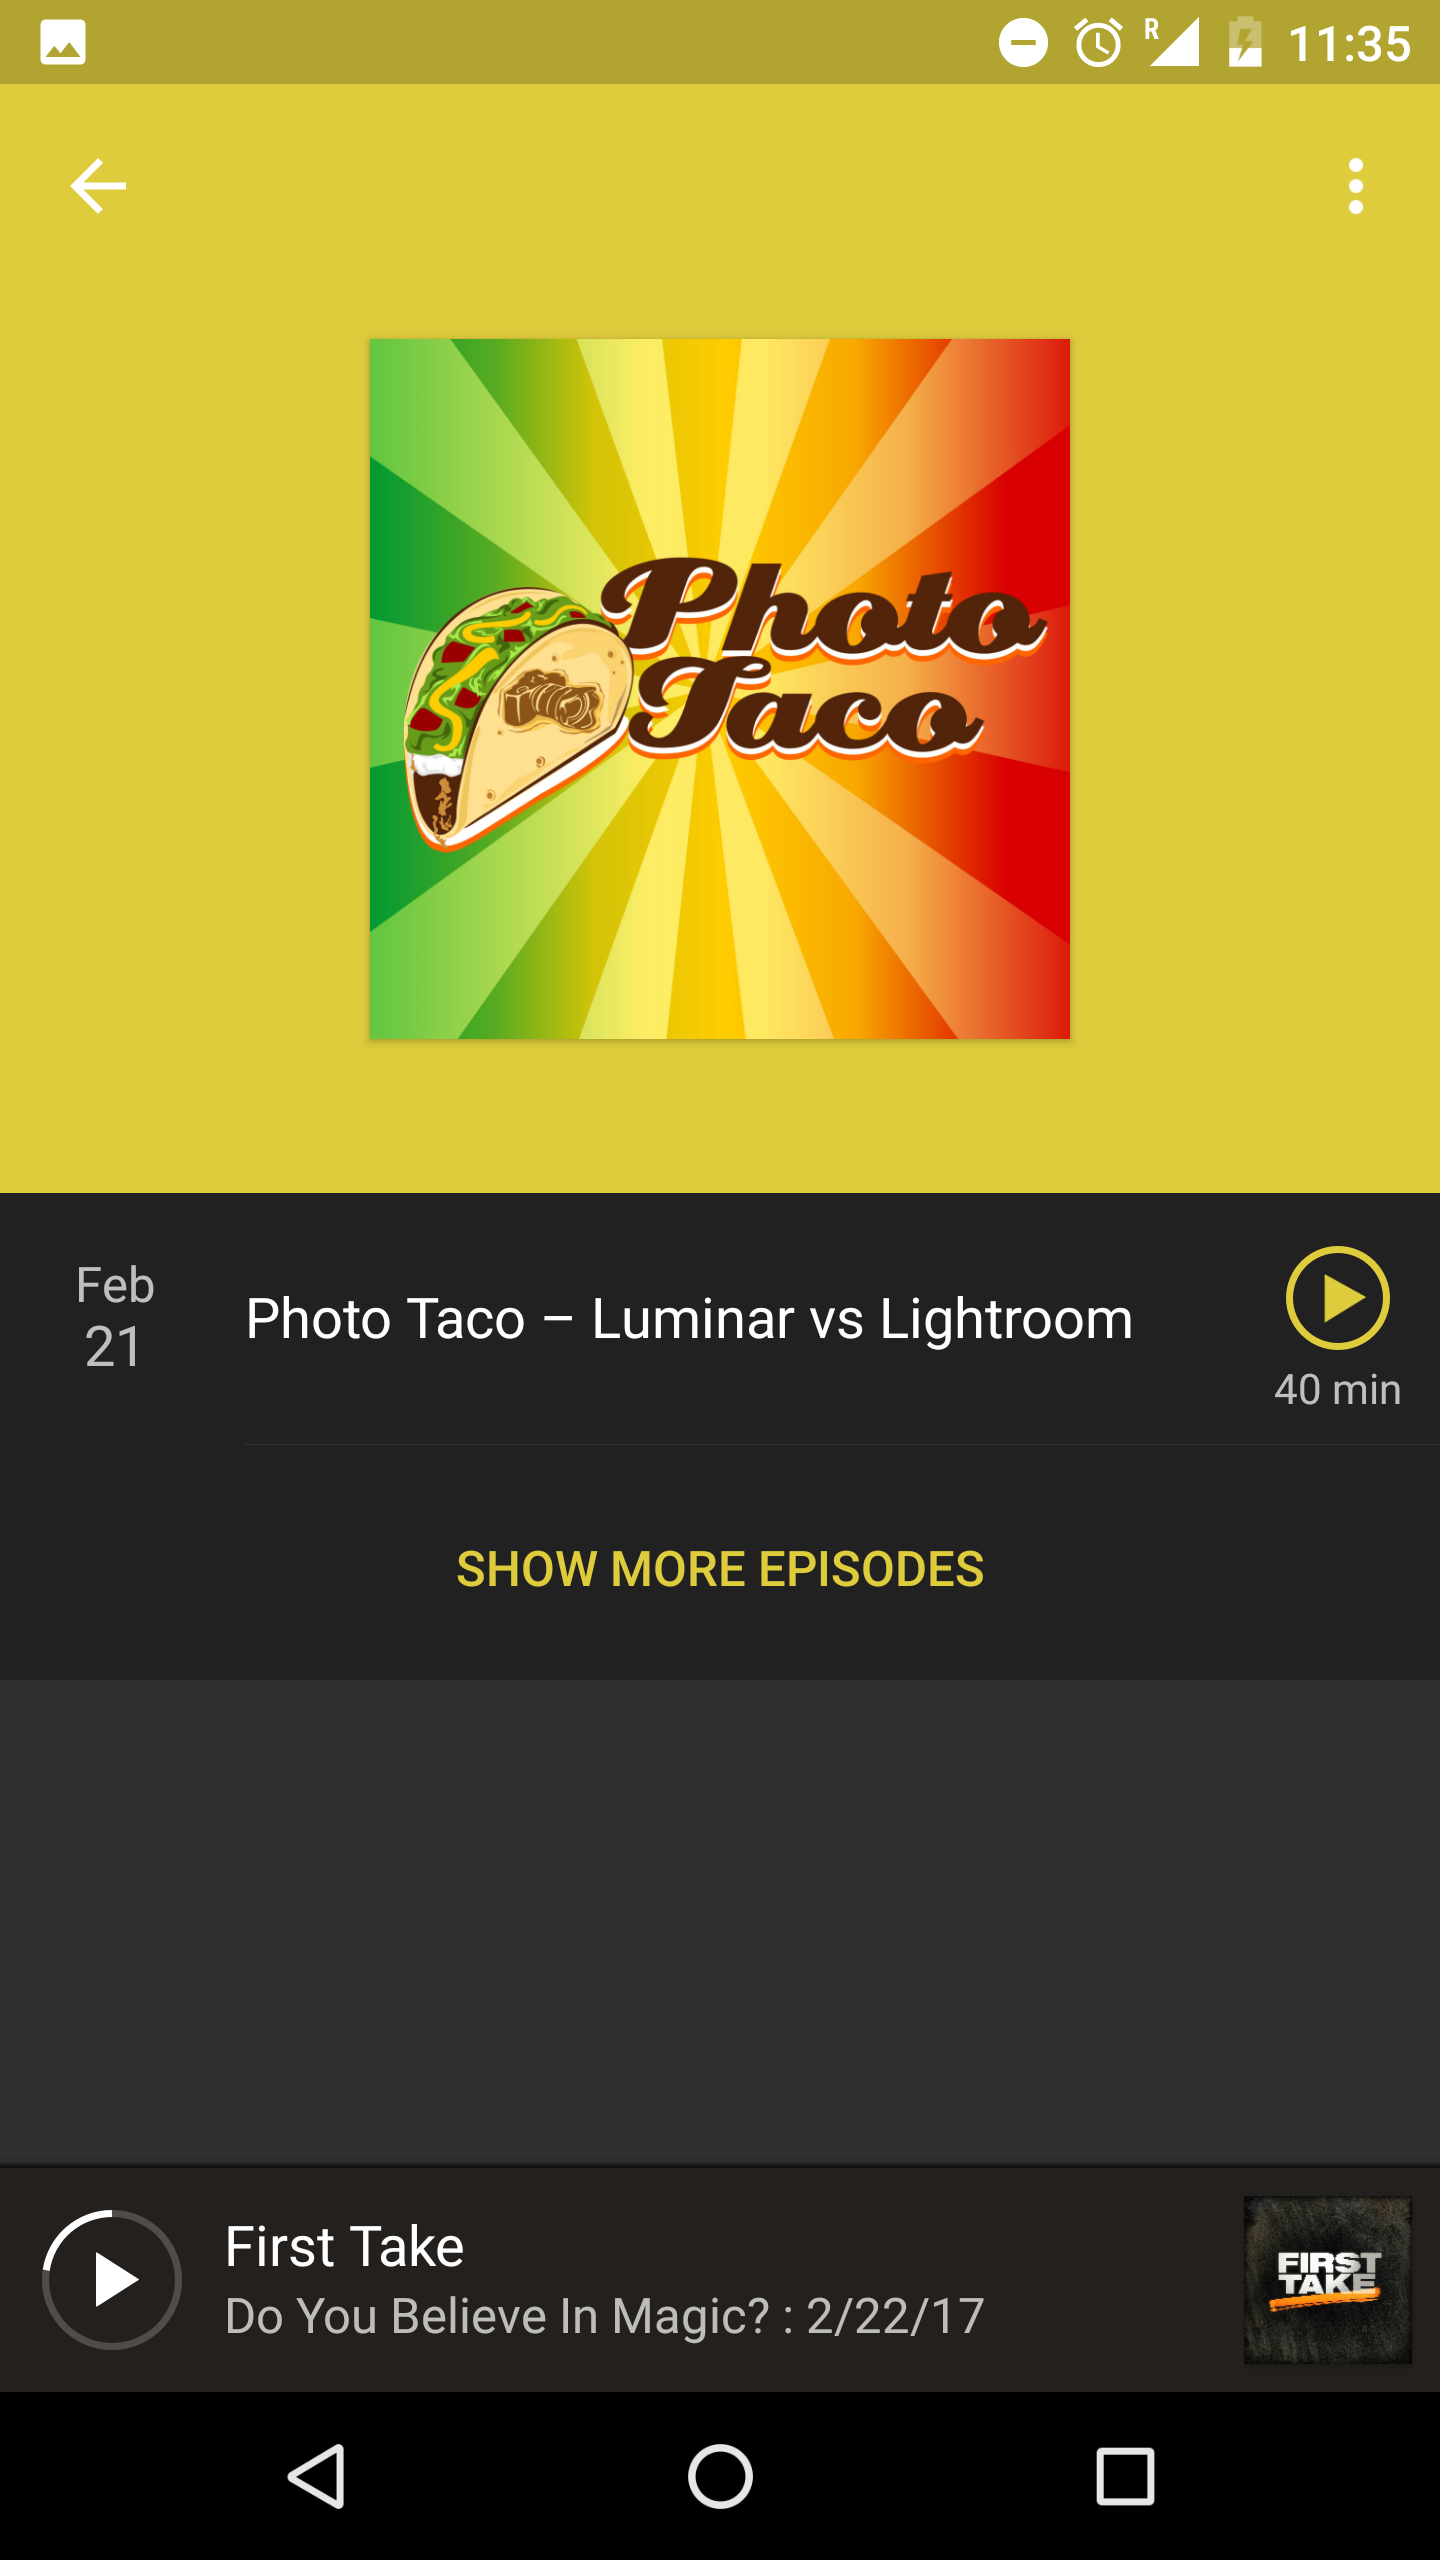 R 11:35
Photo
Taco
Feb
21
Photo Taco – Luminar vs Lightroom
40 min
SHOW MORE EPISODES
First Take
Do You Believe In Magic? : 2/22/17
FIRST
TAKE